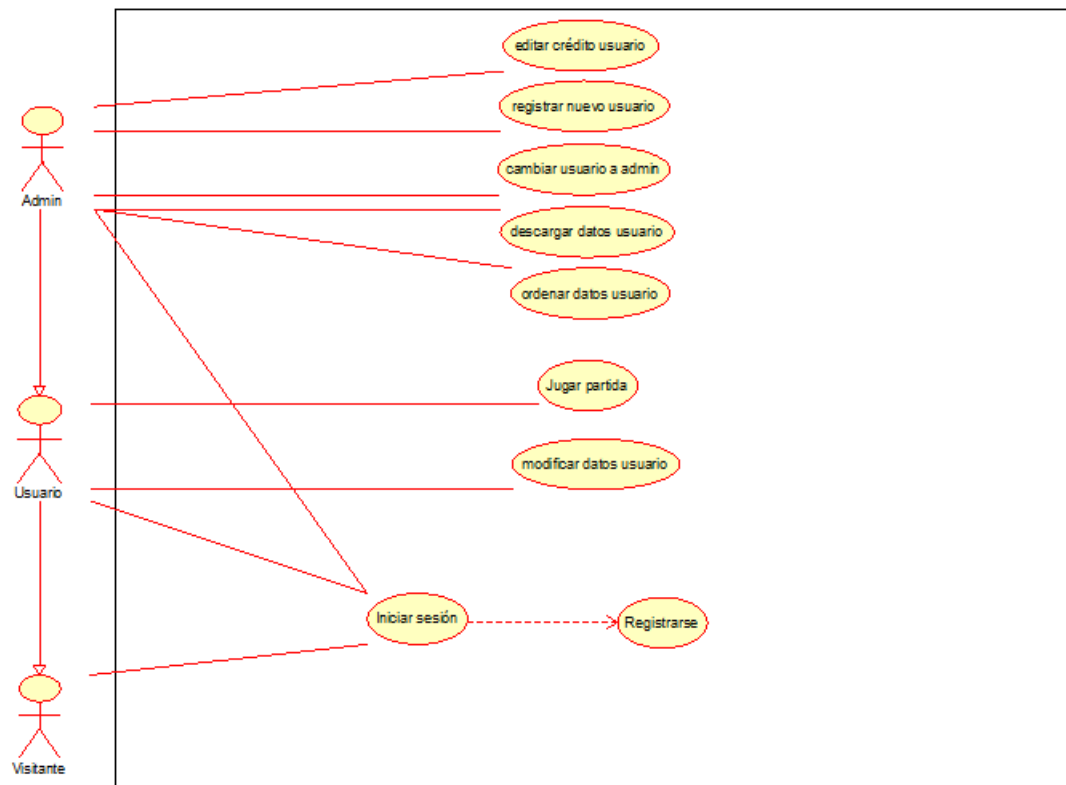 editar crédito usuario
registrar nuevo usuario
cambiar usuario a admin
Admin
descargar datos usuario
ordenar datos usuario
Jugar partida
modificar datos usuario
Usuario
Iniciar sesión
Registrarse
Visitante